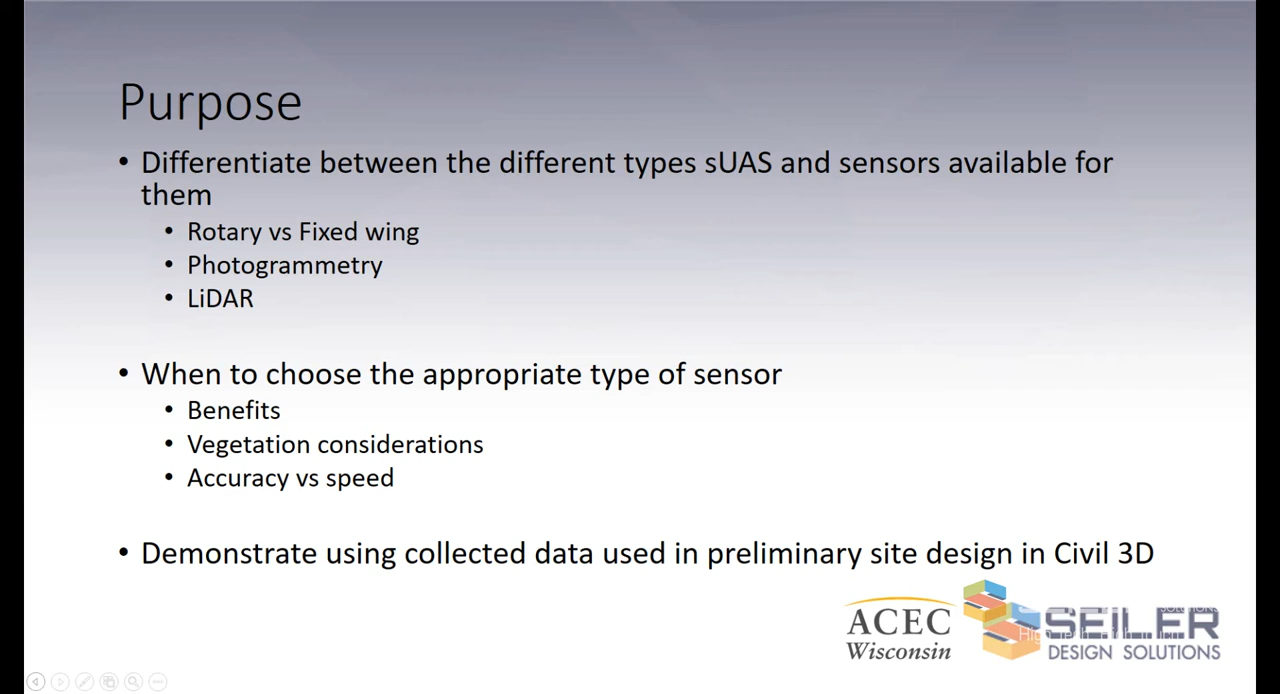 Purpose
• Differentiate between the different types sUAS and sensors available for
them
• Rotary vs Fixed wing
• Photogrammetry
• LiDAR
• When to choose the appropriate type of sensor
• Benefits
• Vegetation considerations
• Accuracy vs speed
• Demonstrate using collected data used in preliminary site design in Civil 3D
ACEC
Wisconsin
SEILER
DESIGN SOLUTIONS